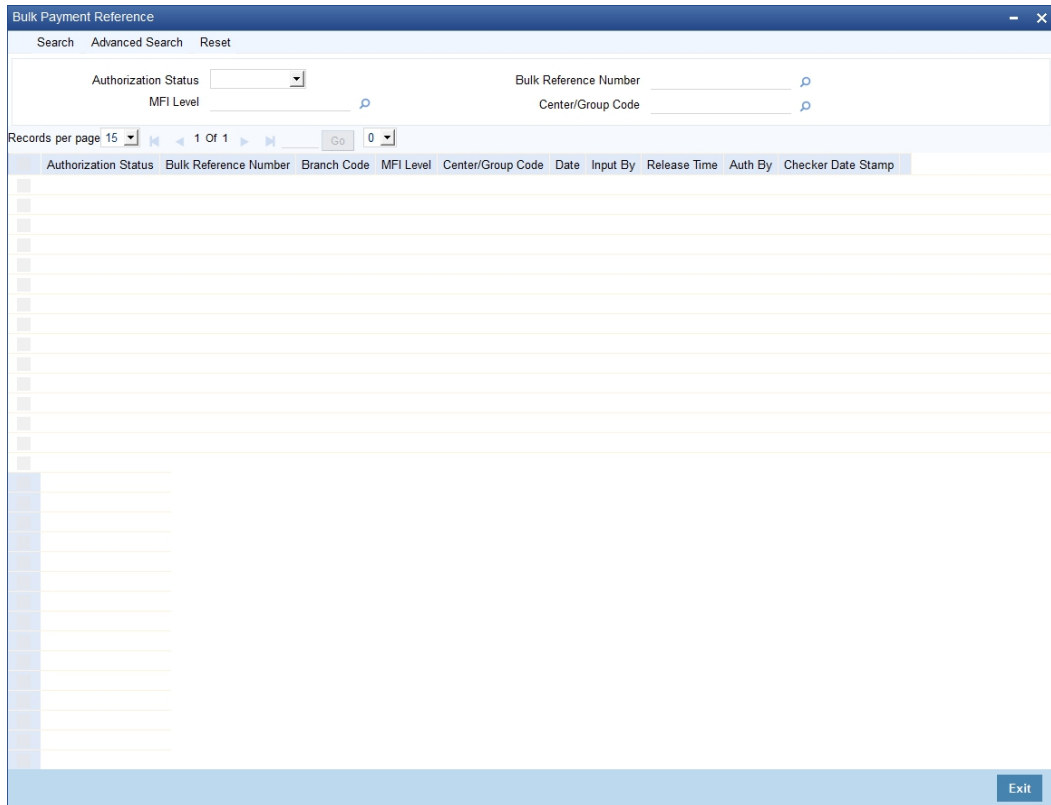 Bulk Payment Reference
Search Advanced Search Reset
Authorization Status Bulk Reference Number
MFI Level Center/Group Code
Records per page 15 1 Of 1 Go 0
Authorization Status Bulk Reference Number Branch Code MFI Level Center/Group Code Date Input By Release Time Auth By Checker Date Stamp
Exit